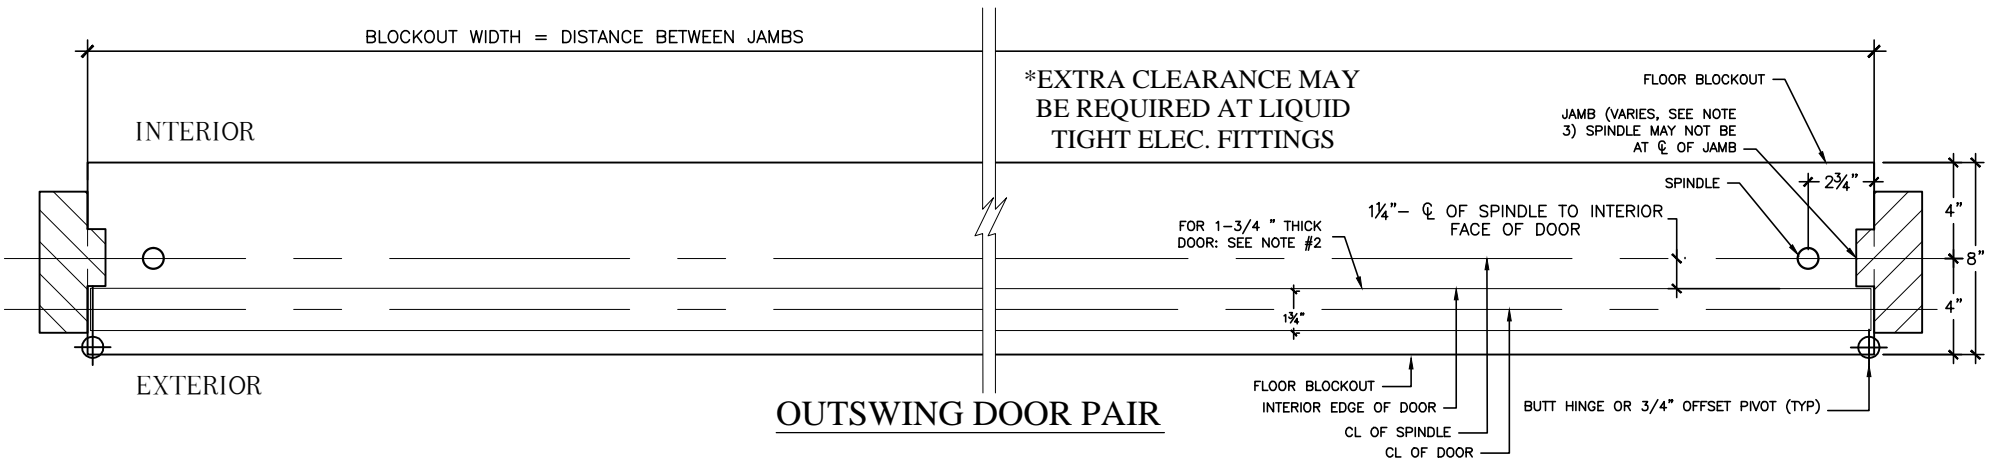 BLOCKOUT WIDTH = DISTANCE BETWEEN JAMBS
*EXTRA CLEARANCE MAY
BE REQUIRED AT LIQUID
TIGHT ELEC. FITTINGS
FLOOR BLOCKOUT
JAMB (VARIES, SEE NOTE
3) SPINDLE MAY NOT BE
AT ℄ OF JAMB
INTERIOR
SPINDLE
2¾"
4"
1¼"– ℄ OF SPINDLE TO INTERIOR
FACE OF DOOR
FOR 1–3/4 " THICK
DOOR: SEE NOTE #2
8"
4"
1¾"
EXTERIOR
FLOOR BLOCKOUT
INTERIOR EDGE OF DOOR
BUTT HINGE OR 3/4" OFFSET PIVOT (TYP)
OUTSWING DOOR PAIR
CL OF SPINDLE
CL OF DOOR